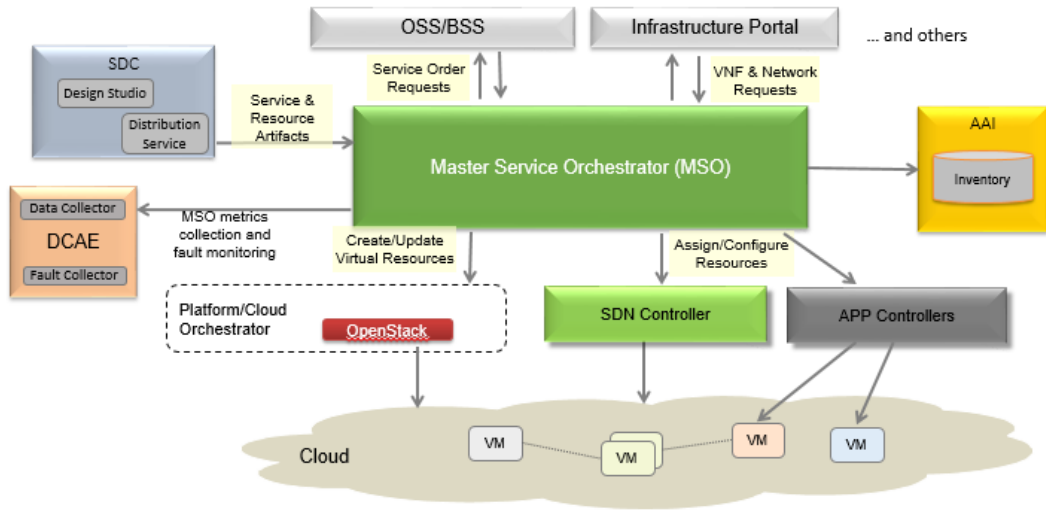 OSS/BSS
Infrastructure Portal
... and others
SDC
Design Studio
Distribution
Service
Service &
Resource
Artifacts
Service Order
Requests
VNF & Network
Requests
Master Service Orchestrator (MSO)
AAI
Inventory
Data Collector
DCAE
Fault Collector
MSO metrics
collection and
fault monitoring
Create/Update
Virtual Resources
Assign/Configure
Resources
Platform/Cloud
Orchestrator
OpenStack
SDN Controller
APP Controllers
Cloud
VM
VM
VM
VM